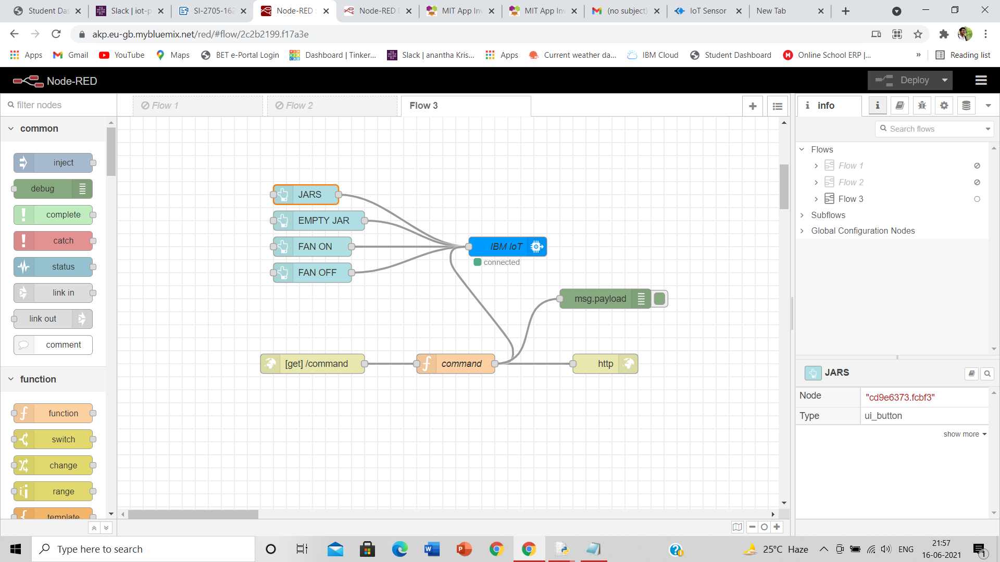 Student Da
Slack | iot-p
SI-2705-162
Node-RED
Node-RED
MIT App Inv
MIT App Inv
(no subject)
IoT Sensor
New Tab
akp.eu-gb.mybluemix.net/red/#flow/2c2b2199.f17a3e
Apps
Gmail
YouTube
Maps
BET e-Portal Login
Dashboard | Tinker...
Slack | anantha Kris...
Apps
Current weather da...
IBM Cloud
Student Dashboard
Online School ERP |...
»
Reading list
Node-RED
Deploy
filter nodes
Flow 1
Flow 2
Flow 3
i
info
i
Search flows
common
inject
debug
complete
catch
status
link in
link out
comment
function
function
switch
change
range
template
JARS
EMPTY JAR
FAN ON
FAN OFF
IBM IoT
connected
msg.payload
[get] /command
command
http
Flows
Flow 1
Flow 2
Flow 3
Subflows
Global Configuration Nodes
JARS
Node
"cd9e6373.fcbf3"
Type
ui_button
show more
Type here to search
25°C Haze
ENG
21:57
16-06-2021
1